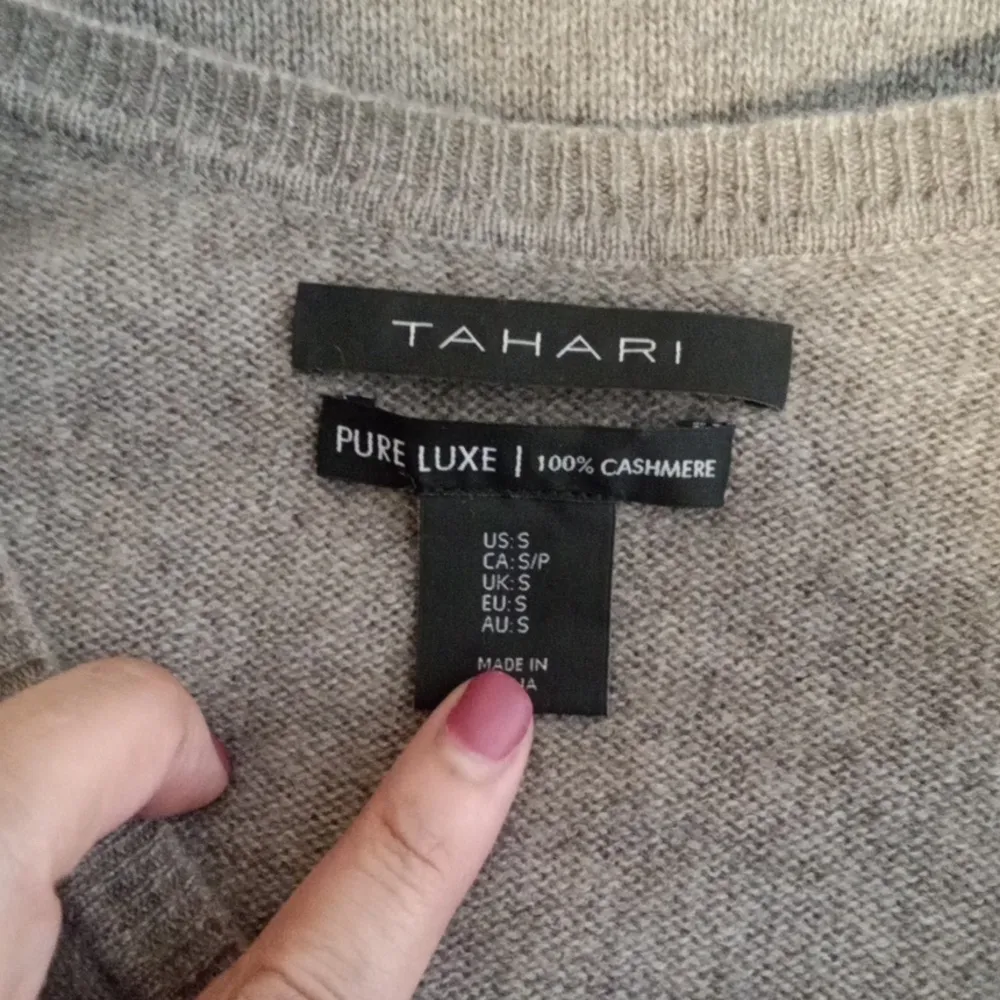 TAHARI
PURE LUXE | 100% CASHMERE
US: S
CA: S/P
UK: S
EU: S
AU: S
MADE IN